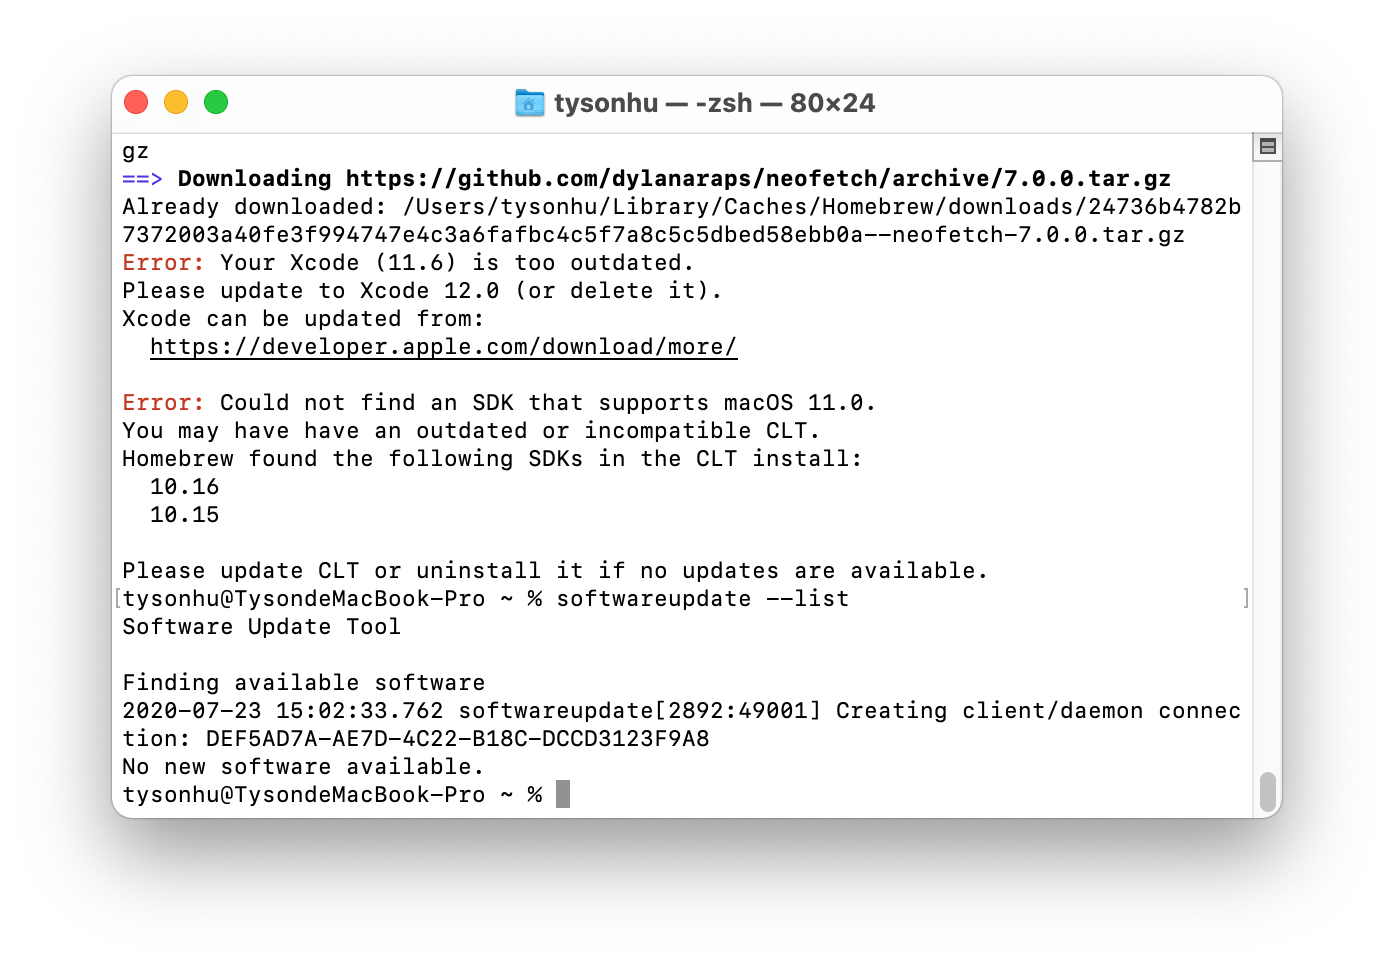 tysonhu — -zsh — 80×24
gz
==> Downloading https://github.com/dylanaraps/neofetch/archive/7.0.0.tar.gz
Already downloaded: /Users/tysonhu/Library/Caches/Homebrew/downloads/24736b4782b
7372003a40fe3f994747e4c3a6fafbc4c5f7a8c5c5dbed58ebb0a--neofetch-7.0.0.tar.gz
Error: Your Xcode (11.6) is too outdated.
Please update to Xcode 12.0 (or delete it).
Xcode can be updated from:
  https://developer.apple.com/download/more/

Error: Could not find an SDK that supports macOS 11.0.
You may have have an outdated or incompatible CLT.
Homebrew found the following SDKs in the CLT install:
  10.16
  10.15

Please update CLT or uninstall it if no updates are available.
[tysonhu@TysondeMacBook-Pro ~ % softwareupdate --list ]
Software Update Tool

Finding available software
2020-07-23 15:02:33.762 softwareupdate[2892:49001] Creating client/daemon connec
tion: DEF5AD7A-AE7D-4C22-B18C-DCCD3123F9A8
No new software available.
tysonhu@TysondeMacBook-Pro ~ %